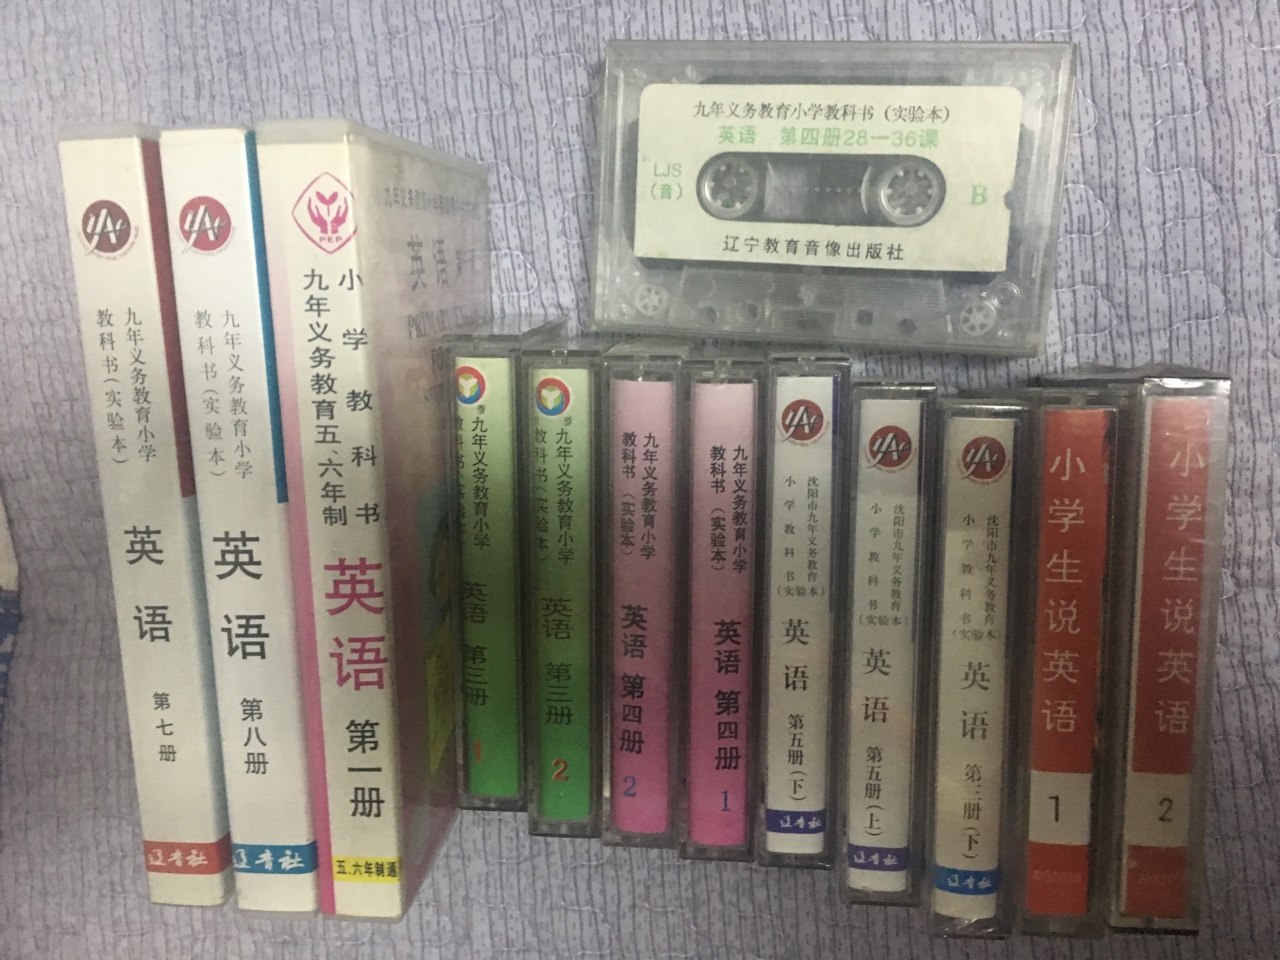 九年义务教育小学教科书（实验本）
英语 第四册28—36课
LJS
（音）
B
辽宁教育音像出版社
九年义务教育小学
教科书（实验本）
英语
第七册
辽音社
九年义务教育小学
教科书（实验本）
英语
第八册
辽音社
PEP
九年义务教育五、六年制
小学教科书
英语
第一册
五、六年制通
英语
九年义务教育小学
教科书（实验本）
英语 第三册
1
九年义务教育小学
教科书（实验本）
英语 第三册
2
九年义务教育小学
教科书（实验本）
英语 第四册
2
九年义务教育小学
教科书（实验本）
英语 第四册
1
沈阳市九年义务教育
小学教科书（实验本）
英语
第五册（下）
辽音社
沈阳市九年义务教育
小学教科书（实验本）
英语
第五册（上）
辽音社
沈阳市九年义务教育
小学教科书（实验本）
英语
第三册（下）
辽音社
小学生说英语
1
小学生说英语
2